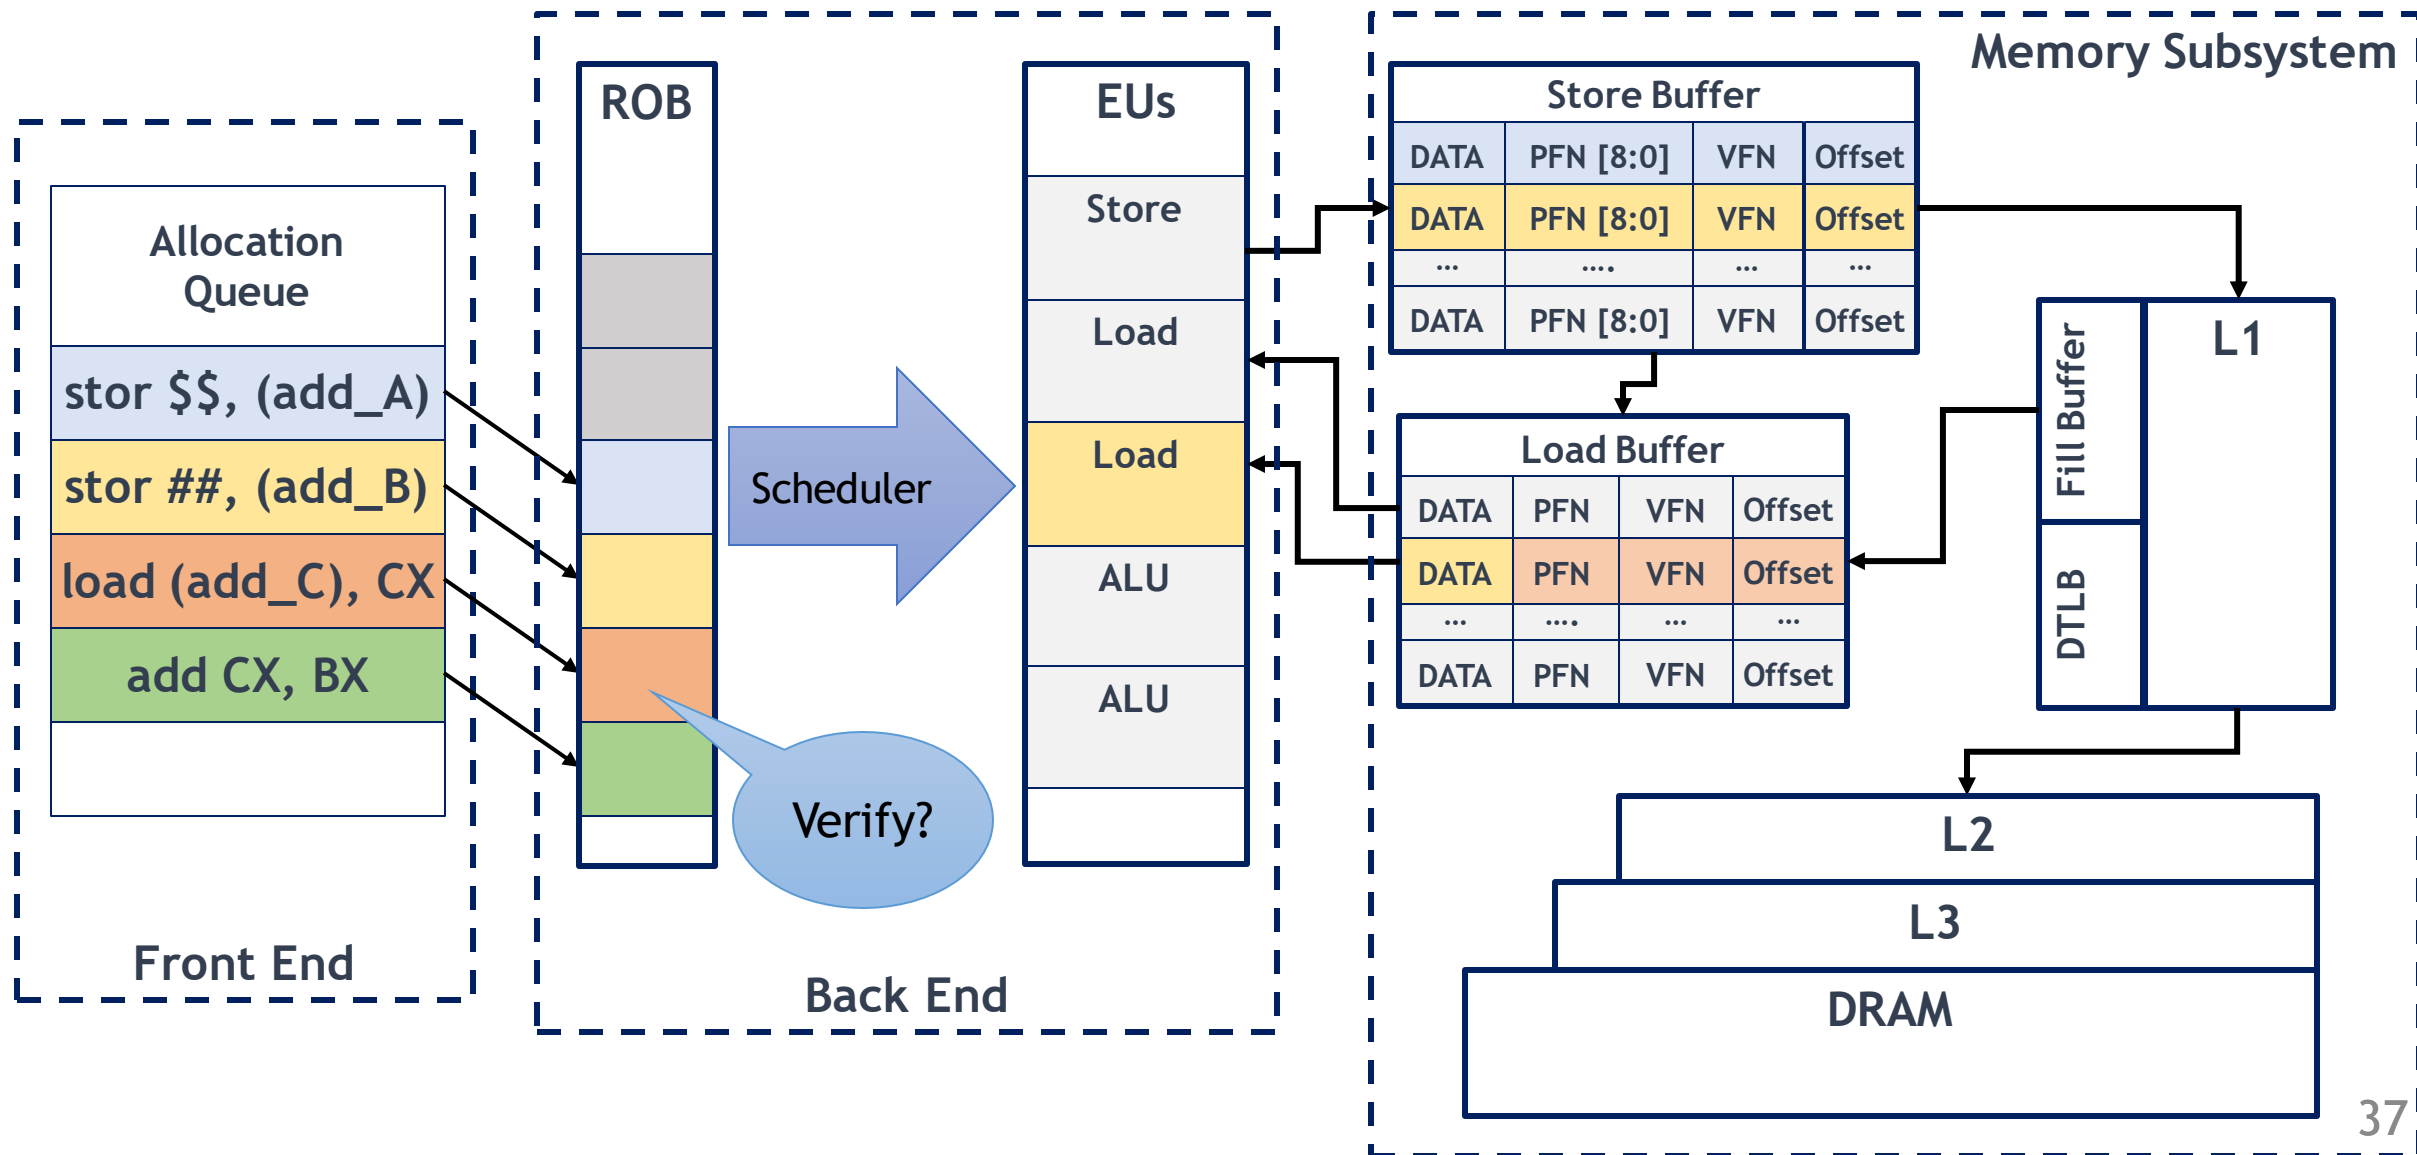 Allocation
Queue
stor $$, (add_A)
stor ##, (add_B)
load (add_C), CX
add CX, BX
Front End
ROB
Scheduler
Verify?
EUs
Store
Load
Load
ALU
ALU
Back End
Memory Subsystem
Store Buffer
DATA PFN [8:0] VFN Offset
DATA PFN [8:0] VFN Offset
... .... ... ...
DATA PFN [8:0] VFN Offset
Load Buffer
DATA PFN VFN Offset
DATA PFN VFN Offset
... .... ... ...
DATA PFN VFN Offset
Fill Buffer
DTLB
L1
L2
L3
DRAM
37